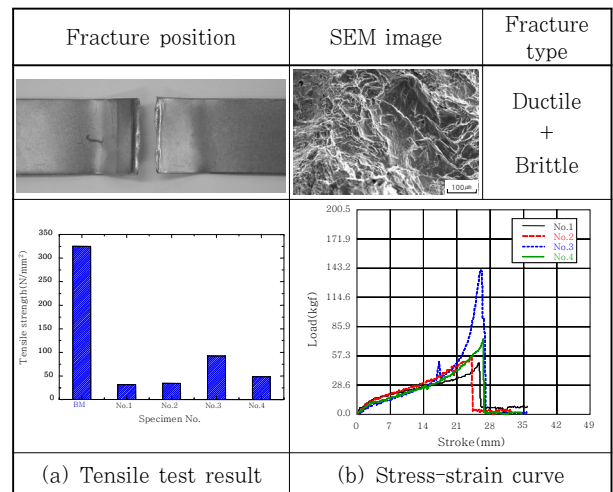 Fracture position
SEM image
Fracture
type
100㎛
Ductile
+
Brittle
350
300
250
200
150
100
50
0
Tensile strength(N/mm²)
BM
No.1
No.2
No.3
No.4
Specimen No.
200.5
171.9
143.2
114.6
85.9
57.3
28.6
0.0
Load(kgf)
No.1
No.2
No.3
No.4
0
7
14
21
28
35
42
49
Stroke(mm)
(a) Tensile test result
(b) Stress-strain curve